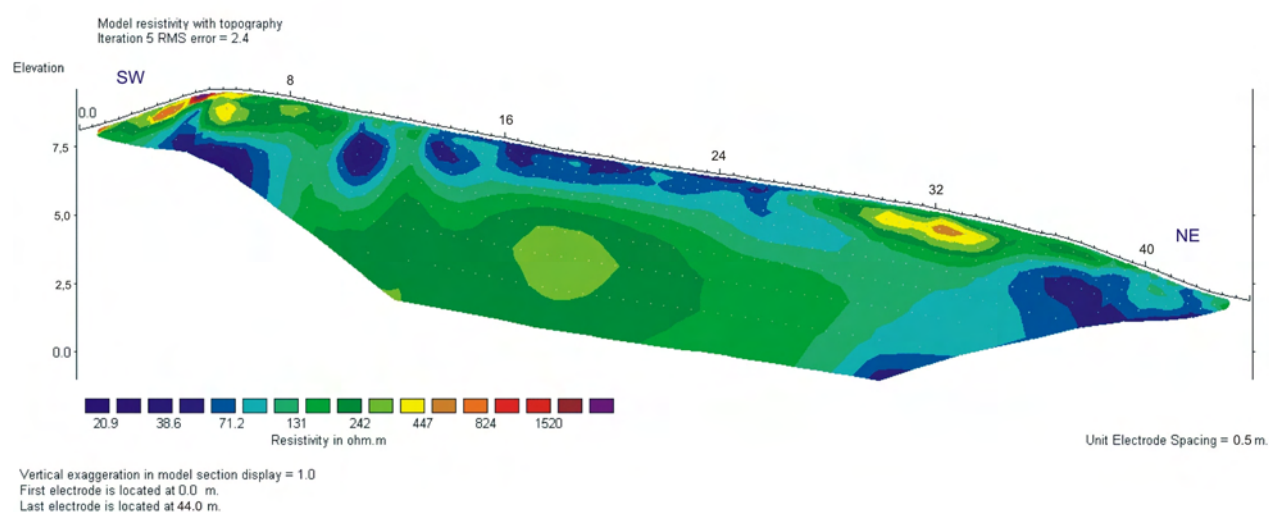 Model resistivity with topography
Iteration 5 RMS error = 2.4
Elevation
SW
8
0.0
16
7,5
24
32
5,0
NE
40
2,5
0.0
20.9 38.6 71.2 131 242 447 824 1520
Resistivity in ohm.m
Unit Electrode Spacing = 0.5 m.
Vertical exaggeration in model section display = 1.0
First electrode is located at 0.0 m.
Last electrode is located at 44.0 m.